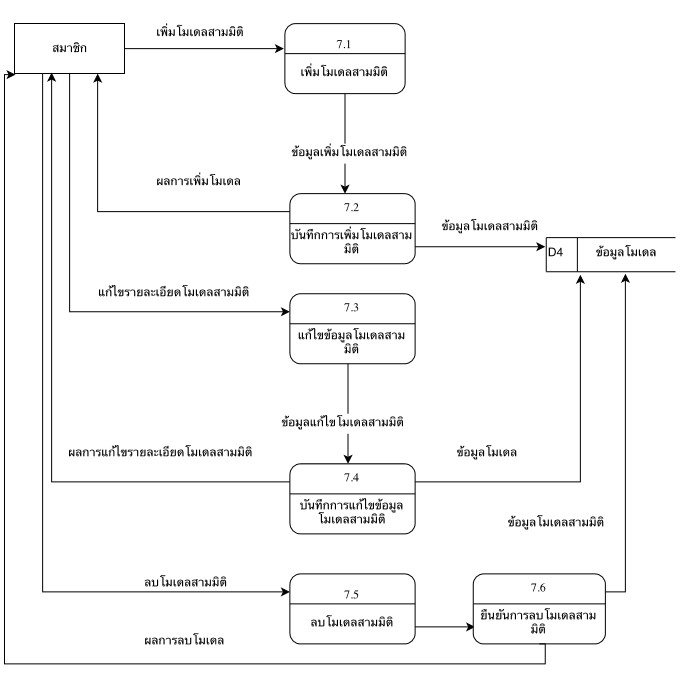 สมาชิก
เพิ่มโมเดลสามมิติ
7.1
เพิ่มโมเดลสามมิติ
ข้อมูลเพิ่มโมเดลสามมิติ
ผลการเพิ่มโมเดล
7.2
บันทึกการเพิ่มโมเดลสาม
มิติ
ข้อมูลโมเดลสามมิติ
D4
ข้อมูลโมเดล
แก้ไขรายละเอียดโมเดลสามมิติ
7.3
แก้ไขข้อมูลโมเดลสาม
มิติ
ข้อมูลแก้ไขโมเดลสามมิติ
ผลการแก้ไขรายละเอียดโมเดลสามมิติ
7.4
บันทึกการแก้ไขข้อมูล
โมเดลสามมิติ
ข้อมูลโมเดล
ข้อมูลโมเดลสามมิติ
ลบโมเดลสามมิติ
7.5
ลบโมเดลสามมิติ
7.6
ยืนยันการลบโมเดลสาม
มิติ
ผลการลบโมเดล